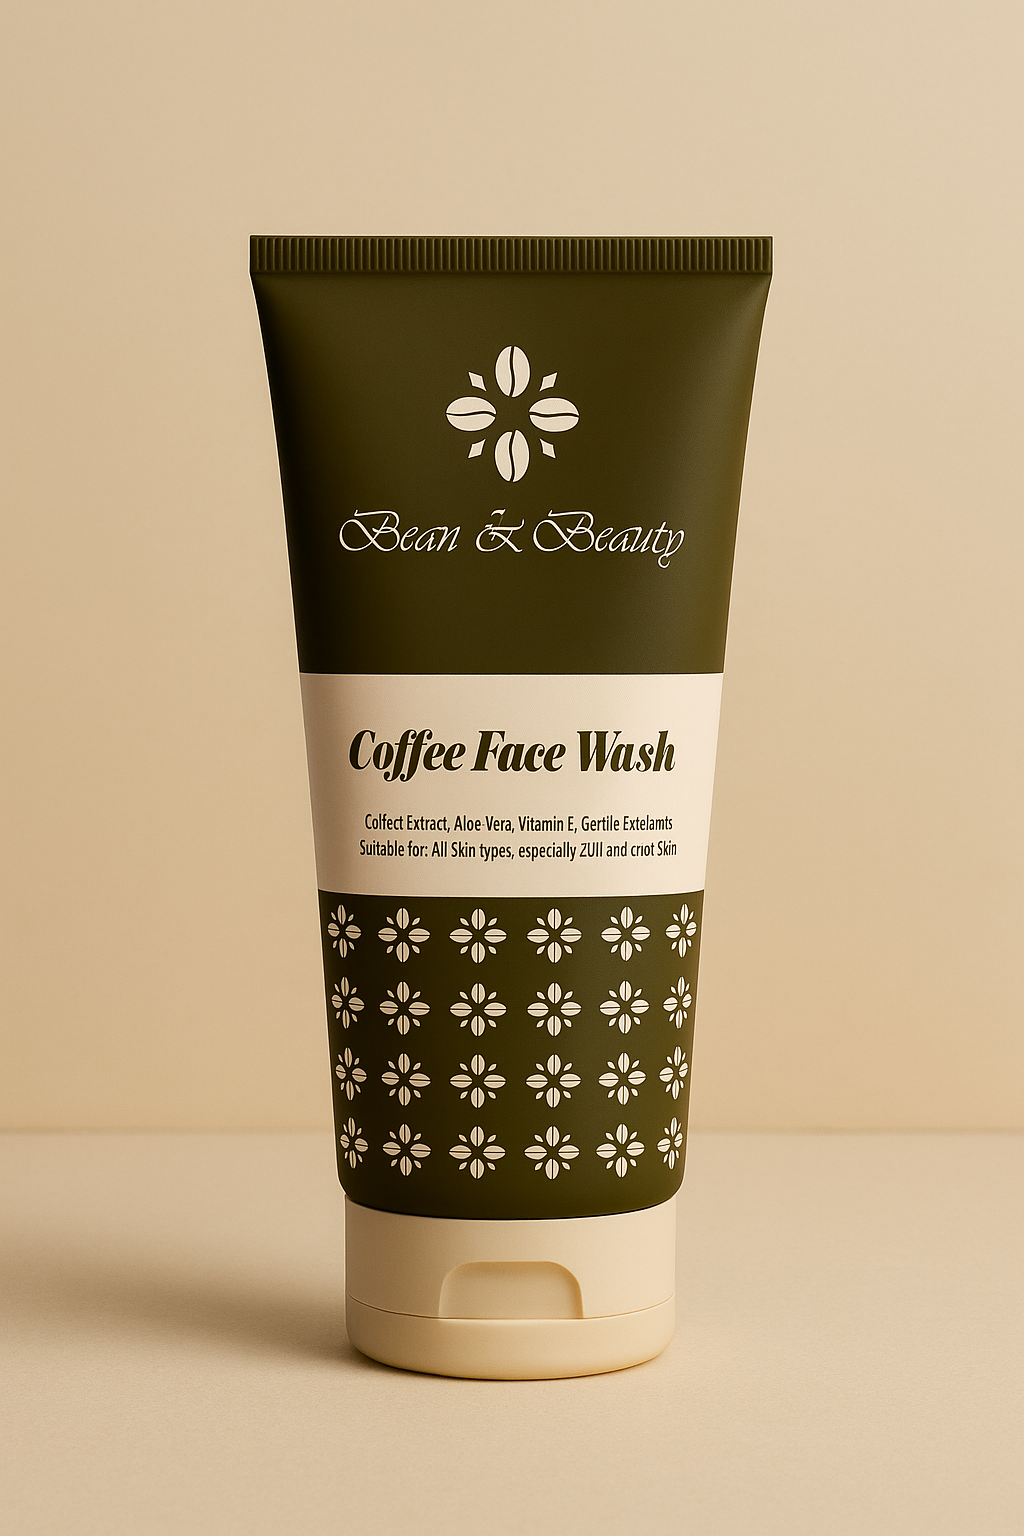 Bean & Beauty
Coffee Face Wash
Colfect Extract, Aloe Vera, Vitamin E, Gertile Extelamts
Suitable for: All Skin types, especially ZUII and criot Skin